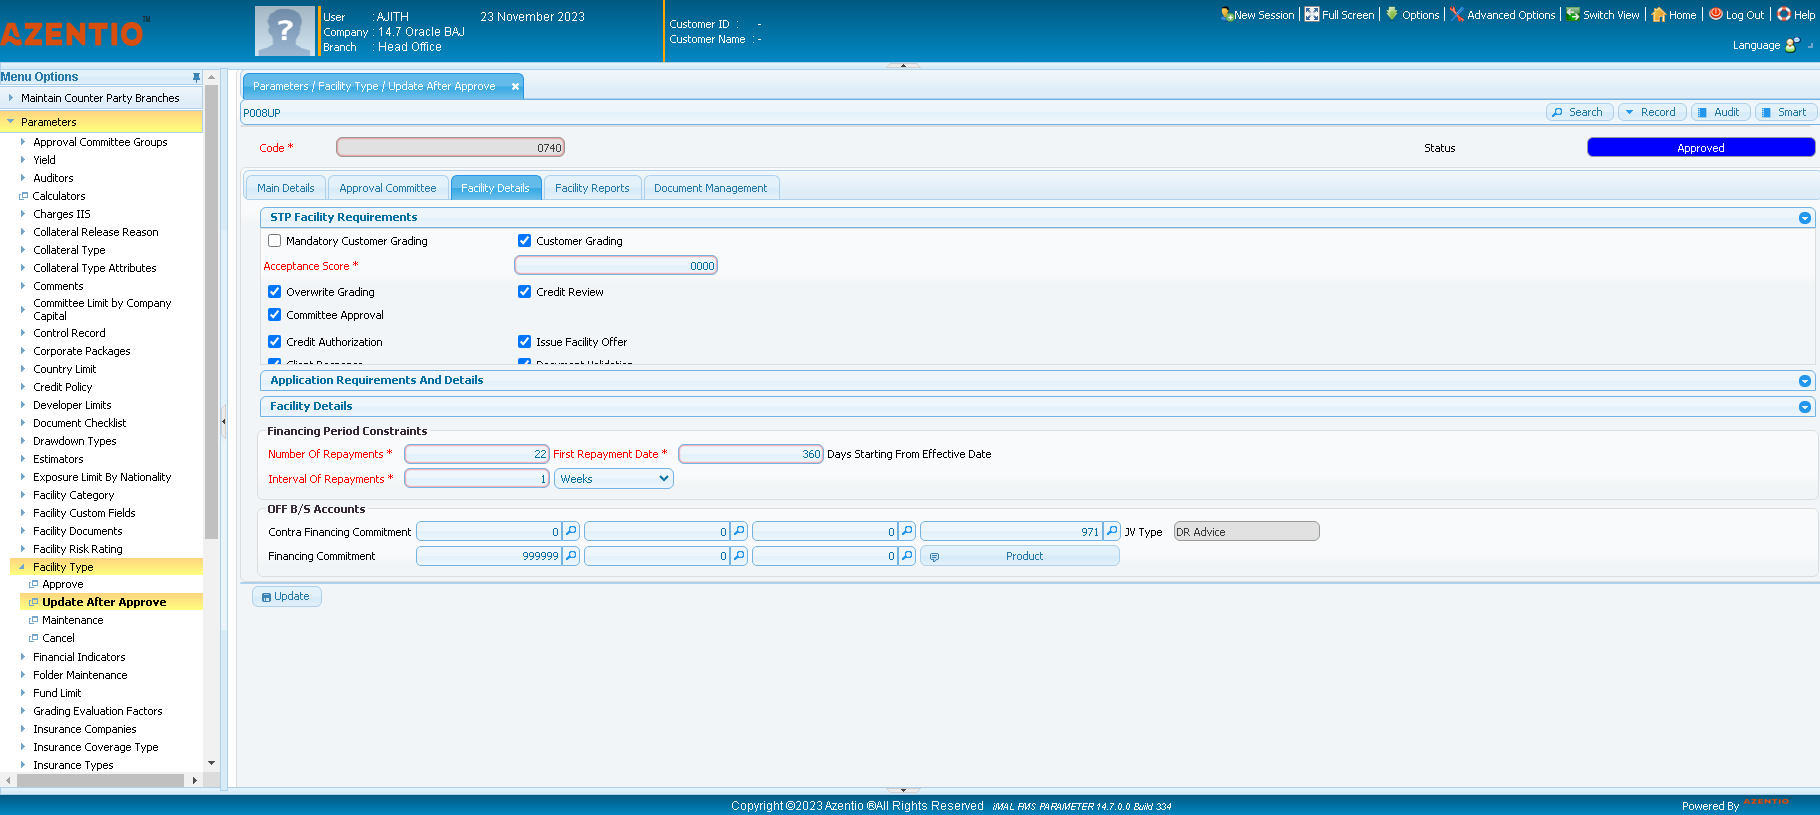 AZENTIO™
User : AJITH 23 November 2023
Company : 14.7 Oracle BAJ
Branch : Head Office
Customer ID : -
Customer Name : -
New Session Full Screen Options Advanced Options Switch View Home Log Out Help
Language
Menu Options
Maintain Counter Party Branches
Parameters
Approval Committee Groups
Yield
Auditors
Calculators
Charges IIS
Collateral Release Reason
Collateral Type
Collateral Type Attributes
Comments
Committee Limit by Company
Capital
Control Record
Corporate Packages
Country Limit
Credit Policy
Developer Limits
Document Checklist
Drawdown Types
Estimators
Exposure Limit By Nationality
Facility Category
Facility Custom Fields
Facility Documents
Facility Risk Rating
Facility Type
Approve
Update After Approve
Maintenance
Cancel
Financial Indicators
Folder Maintenance
Fund Limit
Grading Evaluation Factors
Insurance Companies
Insurance Coverage Type
Insurance Types
Parameters / Facility Type / Update After Approve
P008UP
Search Record Audit Smart
Code * 0740 Status Approved
Main Details Approval Committee Facility Details Facility Reports Document Management
STP Facility Requirements
Mandatory Customer Grading Customer Grading
Acceptance Score * 0000
Overwrite Grading Credit Review
Committee Approval
Credit Authorization Issue Facility Offer
Client Response Document Validation
Application Requirements And Details
Facility Details
Financing Period Constraints
Number Of Repayments * 22 First Repayment Date * 360 Days Starting From Effective Date
Interval Of Repayments * 1 Weeks
OFF B/S Accounts
Contra Financing Commitment 0 0 0 971 JV Type DR Advice
Financing Commitment 999999 0 0 Product
Update
Copyright ©2023 Azentio ®All Rights Reserved iMAL FMS PARAMETER 14.7.0.0 Build 334
Powered By AZENTIO